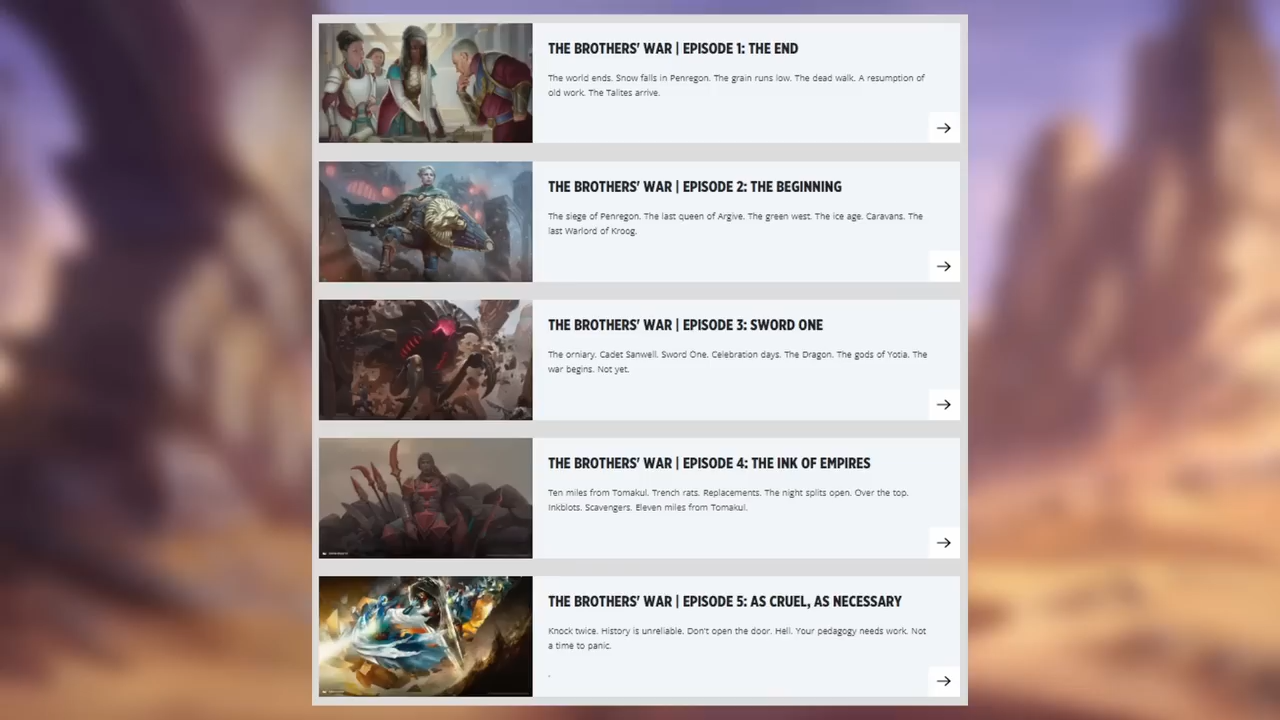 THE BROTHERS' WAR | EPISODE 1: THE END
The world ends. Snow falls in Penregon. The grain runs low. The dead walk. A resumption of
old work. The Talites arrive.
THE BROTHERS' WAR | EPISODE 2: THE BEGINNING
The siege of Penregon. The last queen of Argive. The green west. The ice age. Caravans. The
last Warlord of Kroog.
THE BROTHERS' WAR | EPISODE 3: SWORD ONE
The orniary. Cadet Sanwell. Sword One. Celebration days. The Dragon. The gods of Yotia. The
war begins. Not yet.
THE BROTHERS' WAR | EPISODE 4: THE INK OF EMPIRES
Ten miles from Tomakul. Trench rats. Replacements. The night splits open. Over the top.
Inkblots. Scavengers. Eleven miles from Tomakul.
THE BROTHERS' WAR | EPISODE 5: AS CRUEL, AS NECESSARY
Knock twice. History is unreliable. Don't open the door. Hell. Your pedagogy needs work. Not
a time to panic.
.